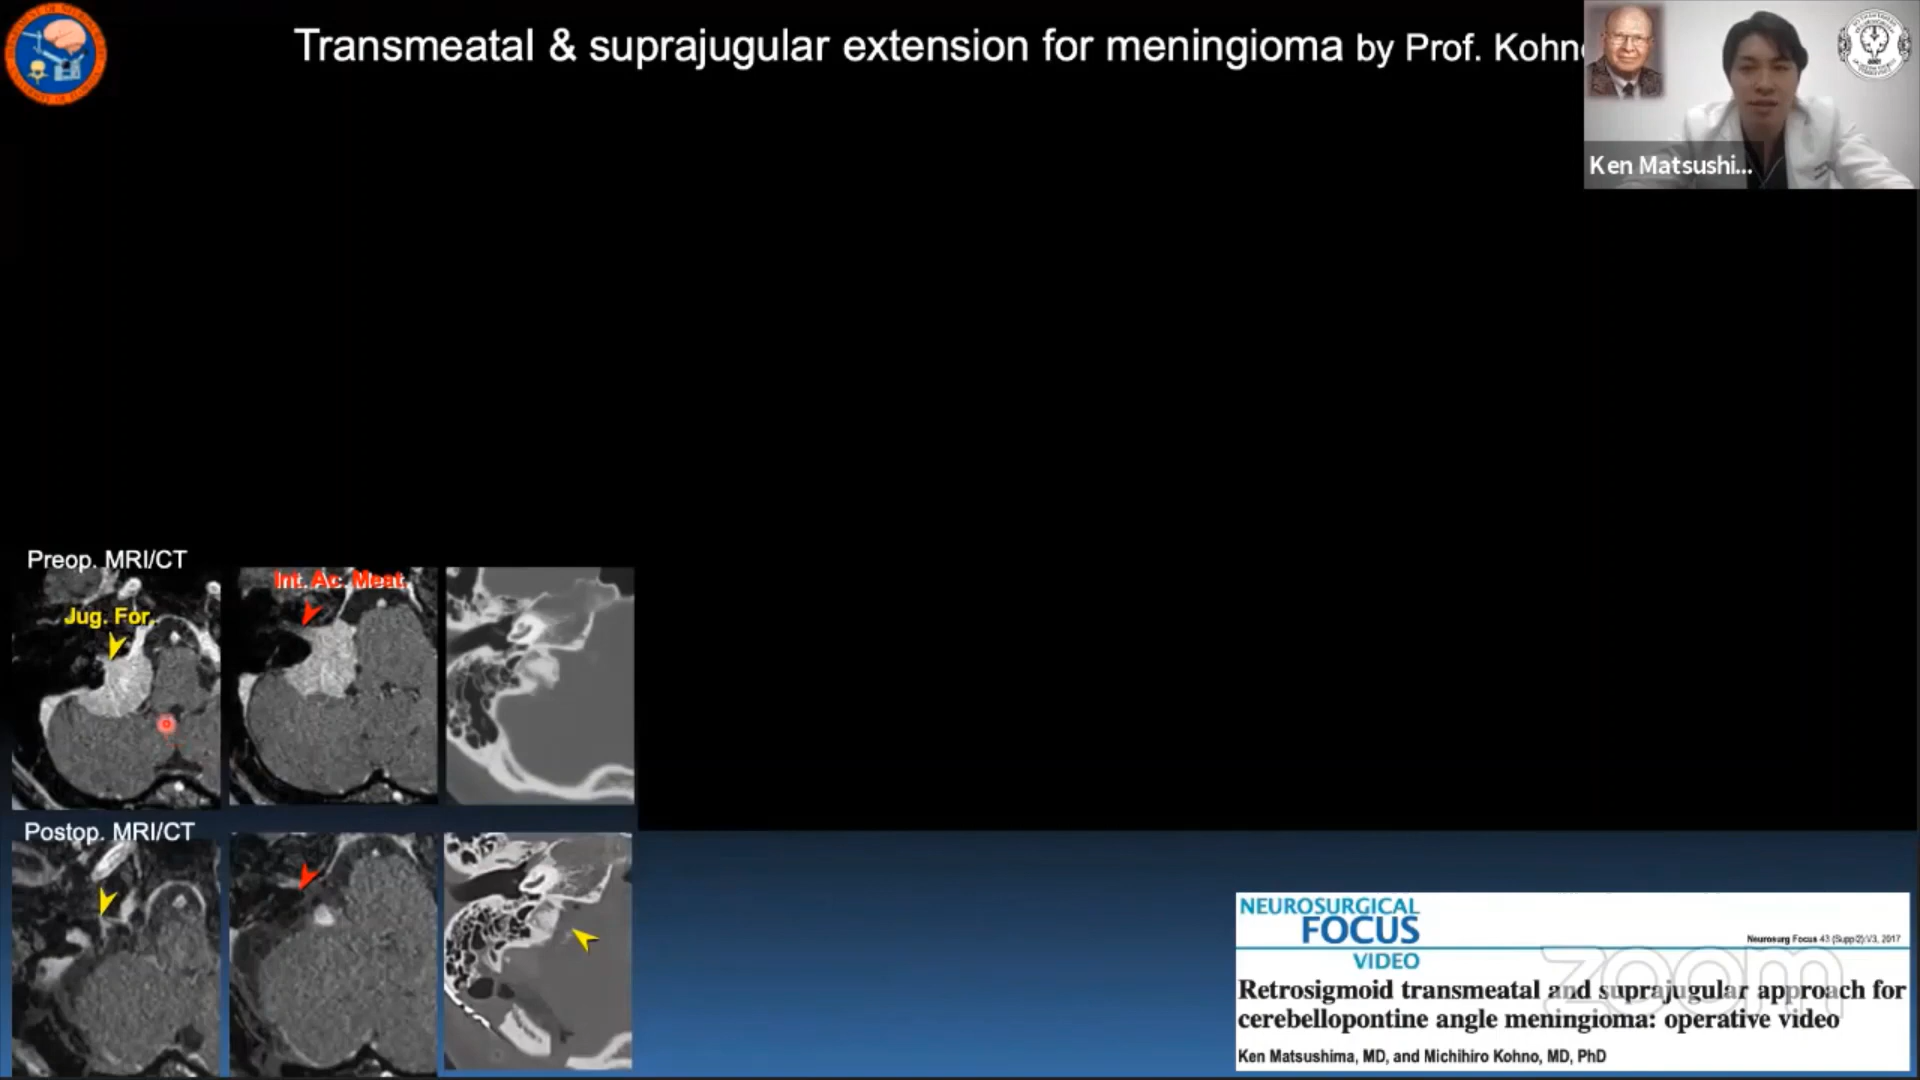 Transmeatal & suprajugular extension for meningioma by Prof. Kohno
Ken Matsushi...
Preop. MRI/CT
Jug. For.
Int. Ac. Meat.
Postop. MRI/CT
NEUROSURGICAL
FOCUS
VIDEO
Neurosurg Focus 43 (Suppl2):V3, 2017
zoom
Retrosigmoid transmeatal and suprajugular approach for
cerebellopontine angle meningioma: operative video
Ken Matsushima, MD, and Michihiro Kohno, MD, PhD